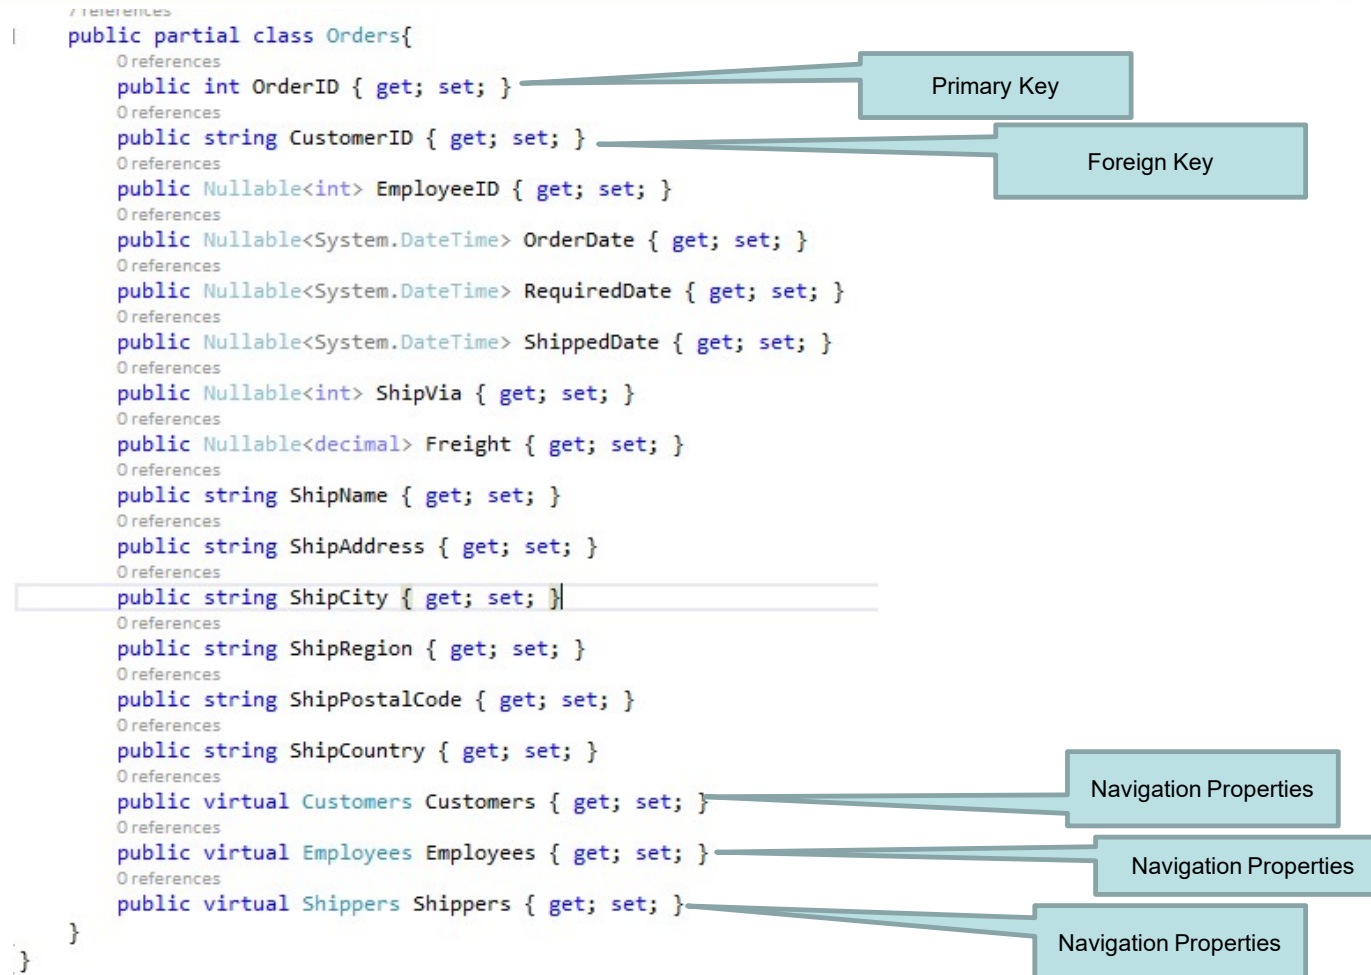 7 references
public partial class Orders{
0 references
public int OrderID { get; set; }
Primary Key
0 references
public string CustomerID { get; set; }
Foreign Key
0 references
public Nullable<int> EmployeeID { get; set; }
0 references
public Nullable<System.DateTime> OrderDate { get; set; }
0 references
public Nullable<System.DateTime> RequiredDate { get; set; }
0 references
public Nullable<System.DateTime> ShippedDate { get; set; }
0 references
public Nullable<int> ShipVia { get; set; }
0 references
public Nullable<decimal> Freight { get; set; }
0 references
public string ShipName { get; set; }
0 references
public string ShipAddress { get; set; }
0 references
public string ShipCity { get; set; }
0 references
public string ShipRegion { get; set; }
0 references
public string ShipPostalCode { get; set; }
0 references
public string ShipCountry { get; set; }
0 references
public virtual Customers Customers { get; set; }
Navigation Properties
0 references
public virtual Employees Employees { get; set; }
Navigation Properties
0 references
public virtual Shippers Shippers { get; set; }
Navigation Properties
}
}